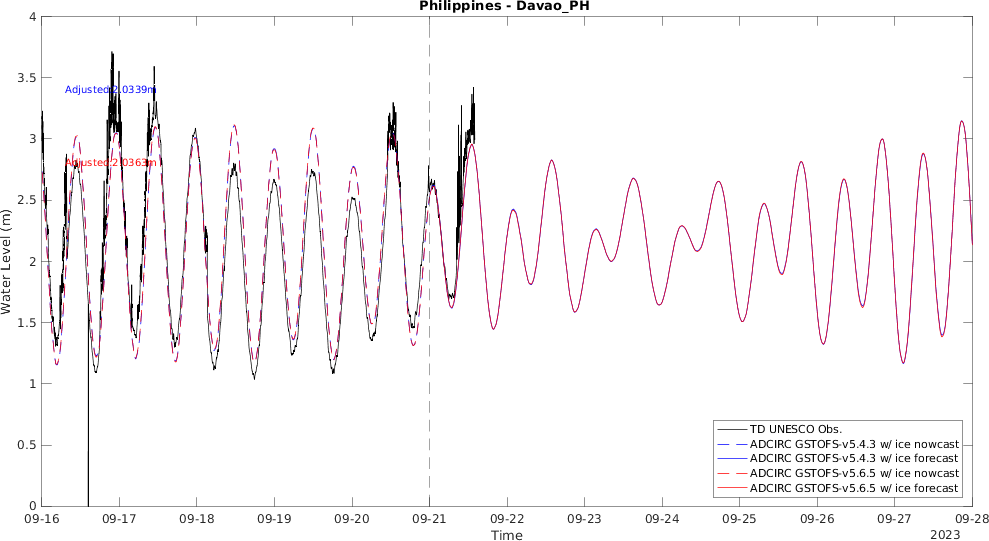 Philippines - Davao_PH
4
3.5
3
2.5
2
1.5
1
0.5
0
Water Level (m)
Adjusted:2.0339m
Adjusted:2.0363m
TD UNESCO Obs.
ADCIRC GSTOFS-v5.4.3 w/ ice nowcast
ADCIRC GSTOFS-v5.4.3 w/ ice forecast
ADCIRC GSTOFS-v5.6.5 w/ ice nowcast
ADCIRC GSTOFS-v5.6.5 w/ ice forecast
09-16 09-17 09-18 09-19 09-20 09-21 09-22 09-23 09-24 09-25 09-26 09-27 09-28
Time
2023